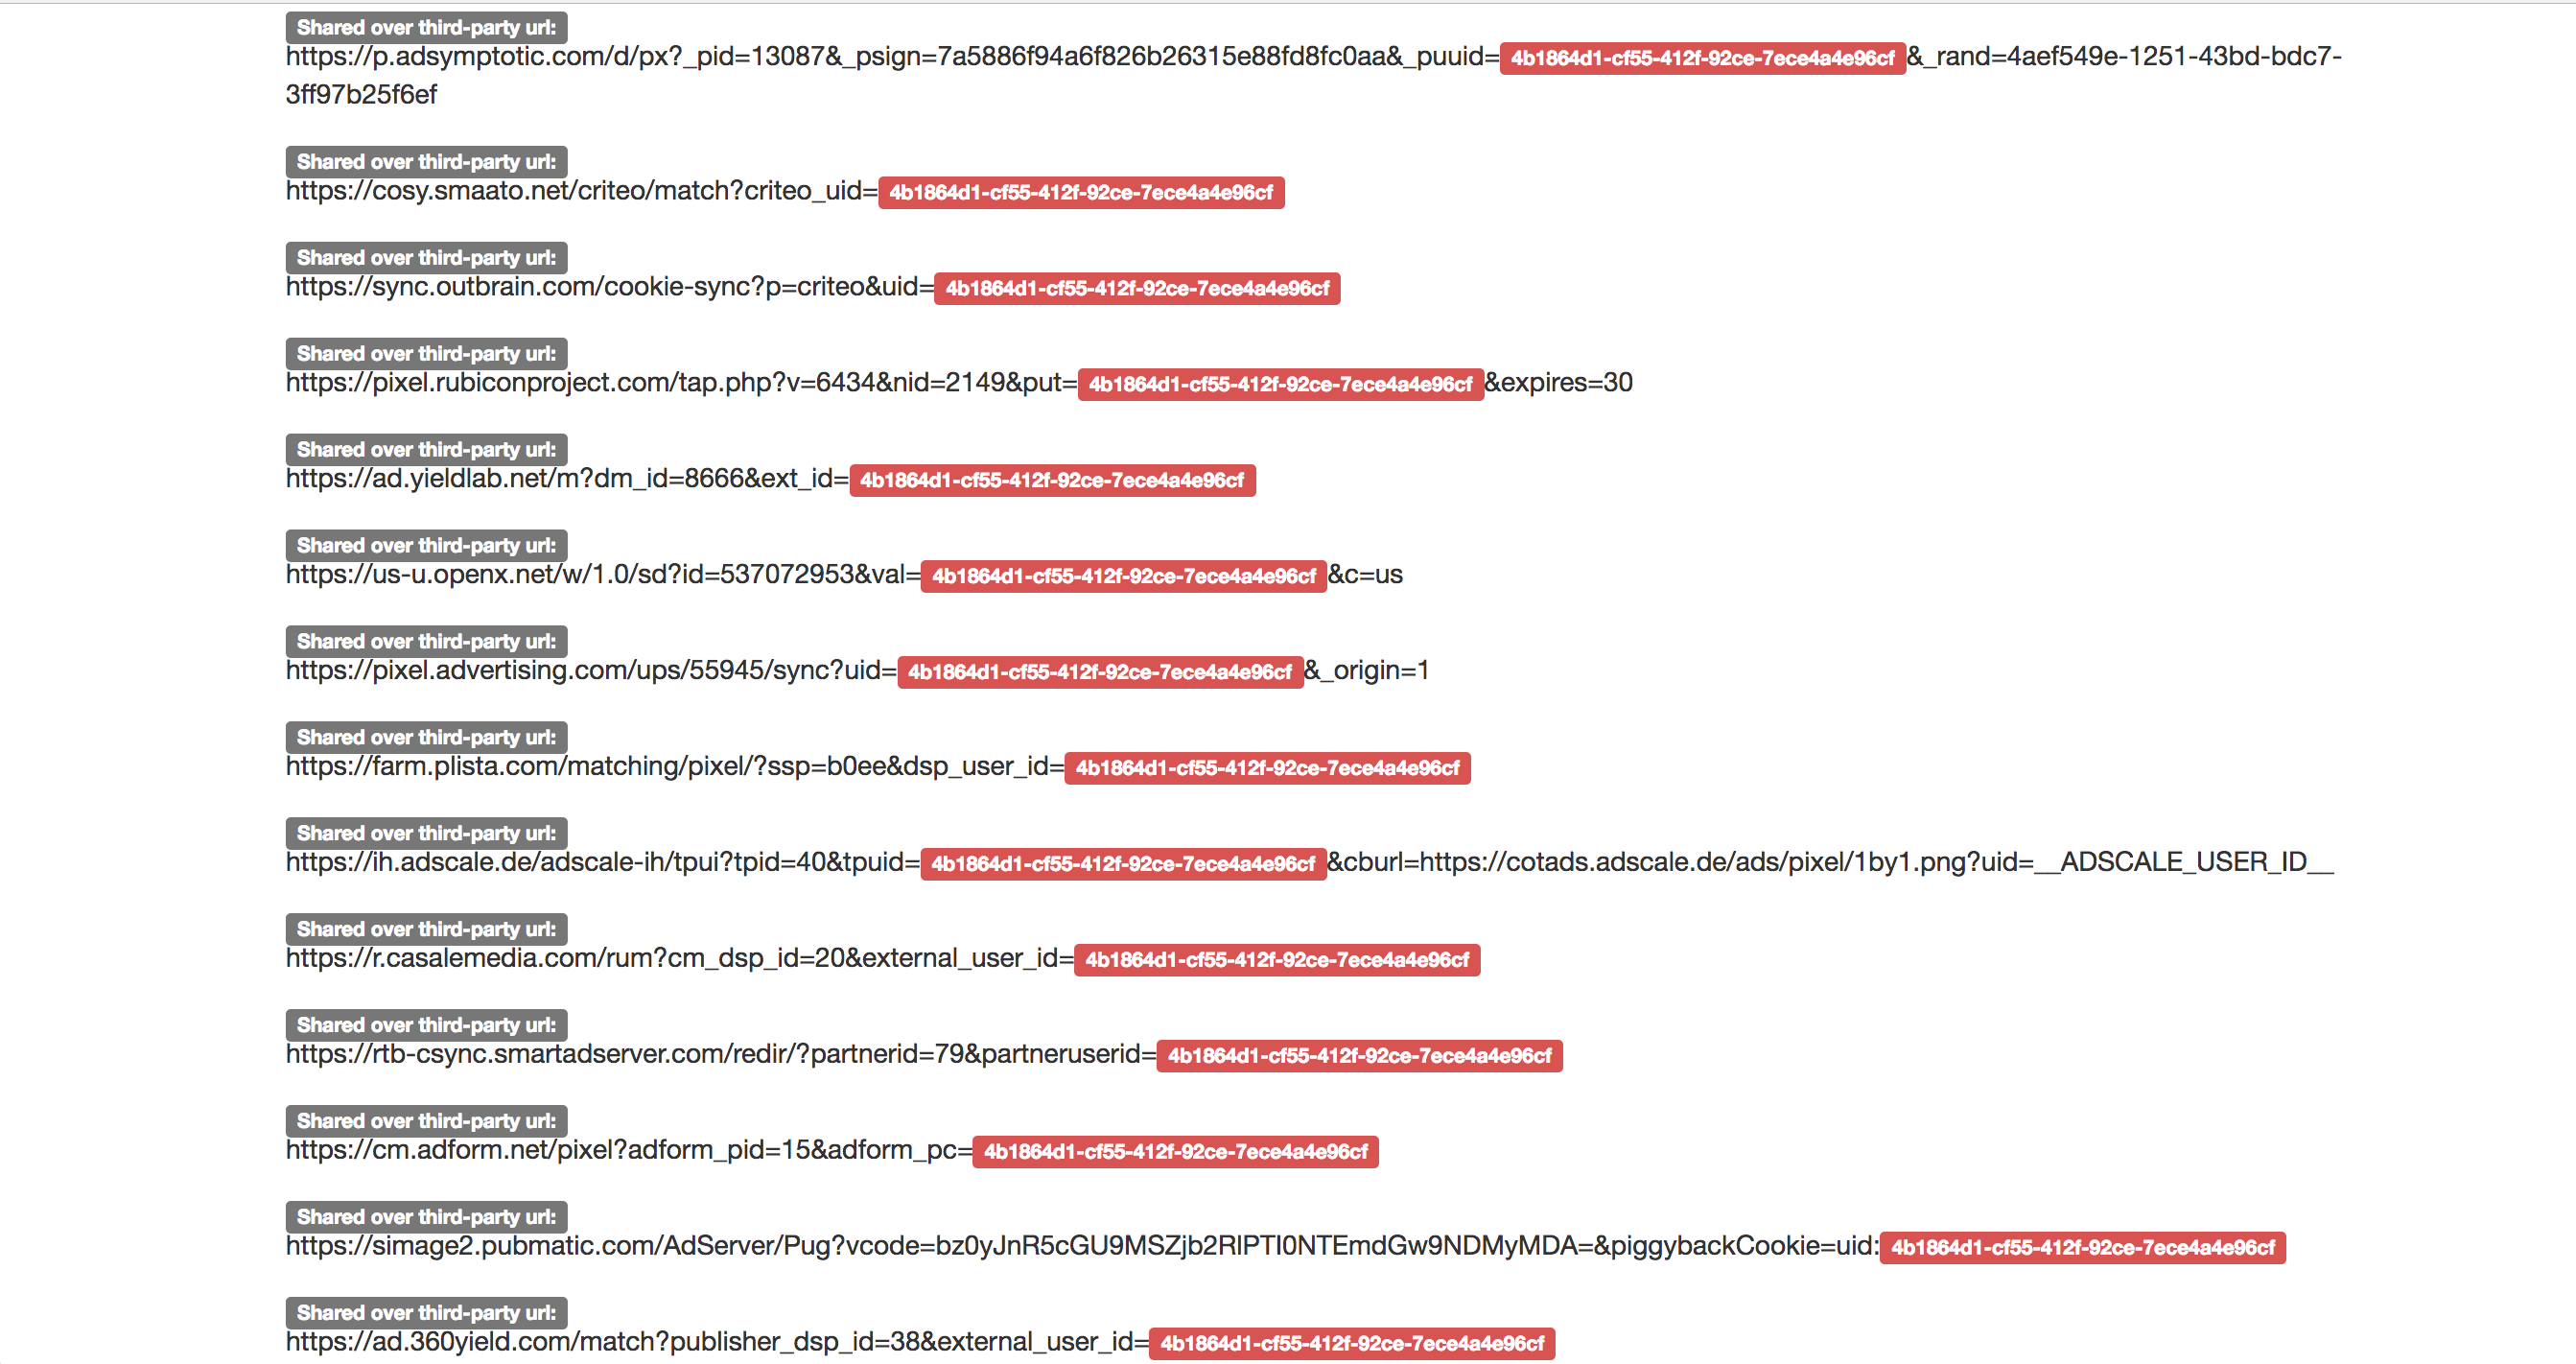 Shared over third-party url:
https://p.adsymptotic.com/d/px?_pid=13087&_psign=7a5886f94a6f826b26315e88fd8fc0aa&_puuid=4b1864d1-cf55-412f-92ce-7ece4a4e96cf&_rand=4aef549e-1251-43bd-bdc7-
3ff97b25f6ef
Shared over third-party url:
https://cosy.smaato.net/criteo/match?criteo_uid=4b1864d1-cf55-412f-92ce-7ece4a4e96cf
Shared over third-party url:
https://sync.outbrain.com/cookie-sync?p=criteo&uid=4b1864d1-cf55-412f-92ce-7ece4a4e96cf
Shared over third-party url:
https://pixel.rubiconproject.com/tap.php?v=6434&nid=2149&put=4b1864d1-cf55-412f-92ce-7ece4a4e96cf&expires=30
Shared over third-party url:
https://ad.yieldlab.net/m?dm_id=8666&ext_id=4b1864d1-cf55-412f-92ce-7ece4a4e96cf
Shared over third-party url:
https://us-u.openx.net/w/1.0/sd?id=537072953&val=4b1864d1-cf55-412f-92ce-7ece4a4e96cf&c=us
Shared over third-party url:
https://pixel.advertising.com/ups/55945/sync?uid=4b1864d1-cf55-412f-92ce-7ece4a4e96cf&_origin=1
Shared over third-party url:
https://farm.plista.com/matching/pixel/?ssp=b0ee&dsp_user_id=4b1864d1-cf55-412f-92ce-7ece4a4e96cf
Shared over third-party url:
https://ih.adscale.de/adscale-ih/tpui?tpid=40&tpuid=4b1864d1-cf55-412f-92ce-7ece4a4e96cf&cburl=https://cotads.adscale.de/ads/pixel/1by1.png?uid=__ADSCALE_USER_ID__
Shared over third-party url:
https://r.casalemedia.com/rum?cm_dsp_id=20&external_user_id=4b1864d1-cf55-412f-92ce-7ece4a4e96cf
Shared over third-party url:
https://rtb-csync.smartadserver.com/redir/?partnerid=79&partneruserid=4b1864d1-cf55-412f-92ce-7ece4a4e96cf
Shared over third-party url:
https://cm.adform.net/pixel?adform_pid=15&adform_pc=4b1864d1-cf55-412f-92ce-7ece4a4e96cf
Shared over third-party url:
https://simage2.pubmatic.com/AdServer/Pug?vcode=bz0yJnR5cGU9MSZjb2RlPTI0NTEmdGw9NDMyMDA=&piggybackCookie=uid:4b1864d1-cf55-412f-92ce-7ece4a4e96cf
Shared over third-party url:
https://ad.360yield.com/match?publisher_dsp_id=38&external_user_id=4b1864d1-cf55-412f-92ce-7ece4a4e96cf